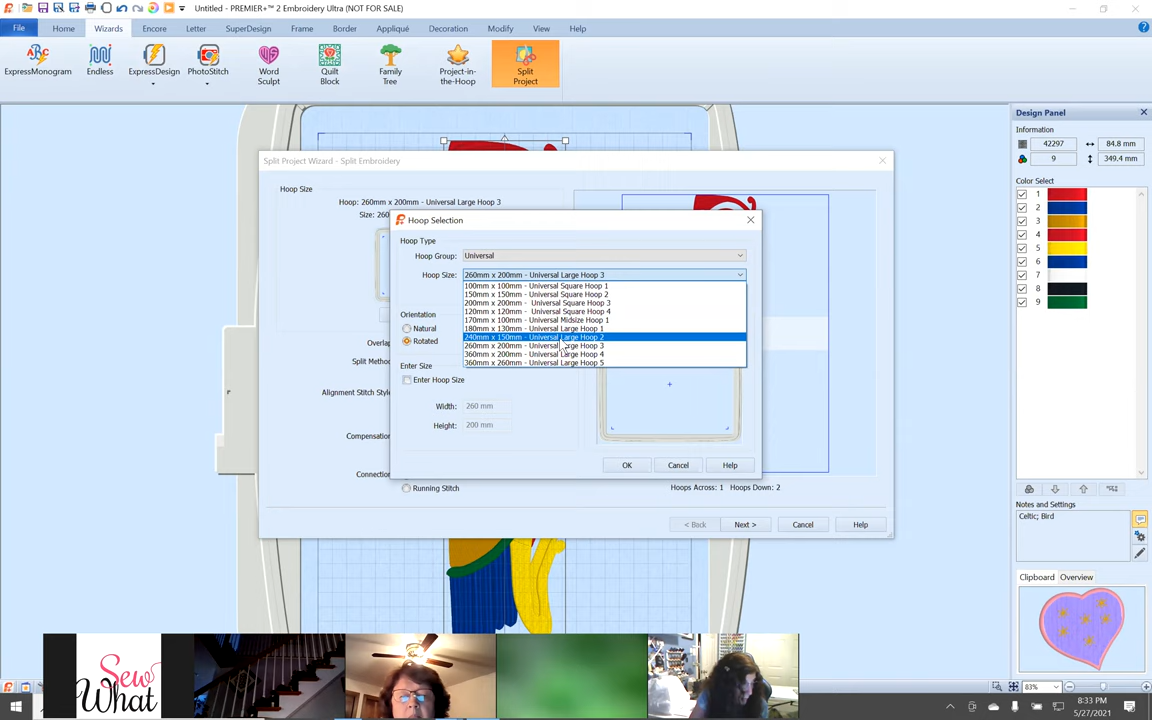 Untitled - PREMIER+™ 2 Embroidery Ultra (NOT FOR SALE)
File Home Wizards Encore Letter SuperDesign Frame Border Appliqué Decoration Modify View Help
ExpressMonogram Endless ExpressDesign PhotoStitch Word Sculpt Quilt Block Family Tree Project-in-the-Hoop Split Project
Design Panel
Information
42297 84.8 mm
9 349.4 mm
Color Select
1
2
3
4
5
6
7
8
9
Notes and Settings
Celtic; Bird
Clipboard Overview
Split Project Wizard - Split Embroidery
Hoop Size
Hoop: 260mm x 200mm - Universal Large Hoop 3
Size: 260
Overlap
Split Method
Alignment Stitch Style
Compensation
Connection
Running Stitch
Hoops Across: 1 Hoops Down: 2
< Back Next > Cancel Help
Hoop Selection
Hoop Type
Hoop Group: Universal
Hoop Size: 260mm x 200mm - Universal Large Hoop 3
100mm x 100mm - Universal Square Hoop 1
150mm x 150mm - Universal Square Hoop 2
200mm x 200mm - Universal Square Hoop 3
120mm x 120mm - Universal Square Hoop 4
170mm x 100mm - Universal Midsize Hoop 1
180mm x 130mm - Universal Large Hoop 1
240mm x 150mm - Universal Large Hoop 2
260mm x 200mm - Universal Large Hoop 3
360mm x 200mm - Universal Large Hoop 4
360mm x 260mm - Universal Large Hoop 5
Orientation
Natural
Rotated
Enter Size
Enter Hoop Size
Width: 260 mm
Height: 200 mm
OK Cancel Help
Sew
What
83%
8:33 PM
5/27/2021